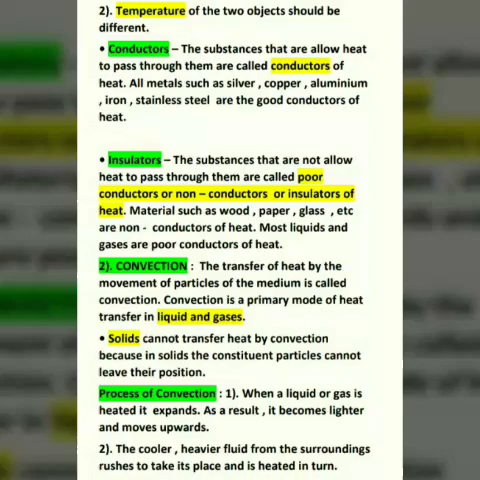 2). Temperature of the two objects should be
different.
• Conductors – The substances that are allow heat
to pass through them are called conductors of
heat. All metals such as silver , copper , aluminium
, iron , stainless steel  are the good conductors of
heat.
• Insulators – The substances that are not allow
heat to pass through them are called poor
conductors or non – conductors  or insulators of
heat. Material such as wood , paper , glass  , etc
are non -  conductors of heat. Most liquids and
gases are poor conductors of heat.
2). CONVECTION :  The transfer of heat by the
movement of particles of the medium is called
convection. Convection is a primary mode of heat
transfer in liquid and gases.
• Solids cannot transfer heat by convection
because in solids the constituent particles cannot
leave their position.
Process of Convection : 1).  When a liquid or gas is
heated it  expands. As a result , it becomes lighter
and moves upwards.
2).  The cooler , heavier fluid from the surroundings
rushes to take its place and is heated in turn.